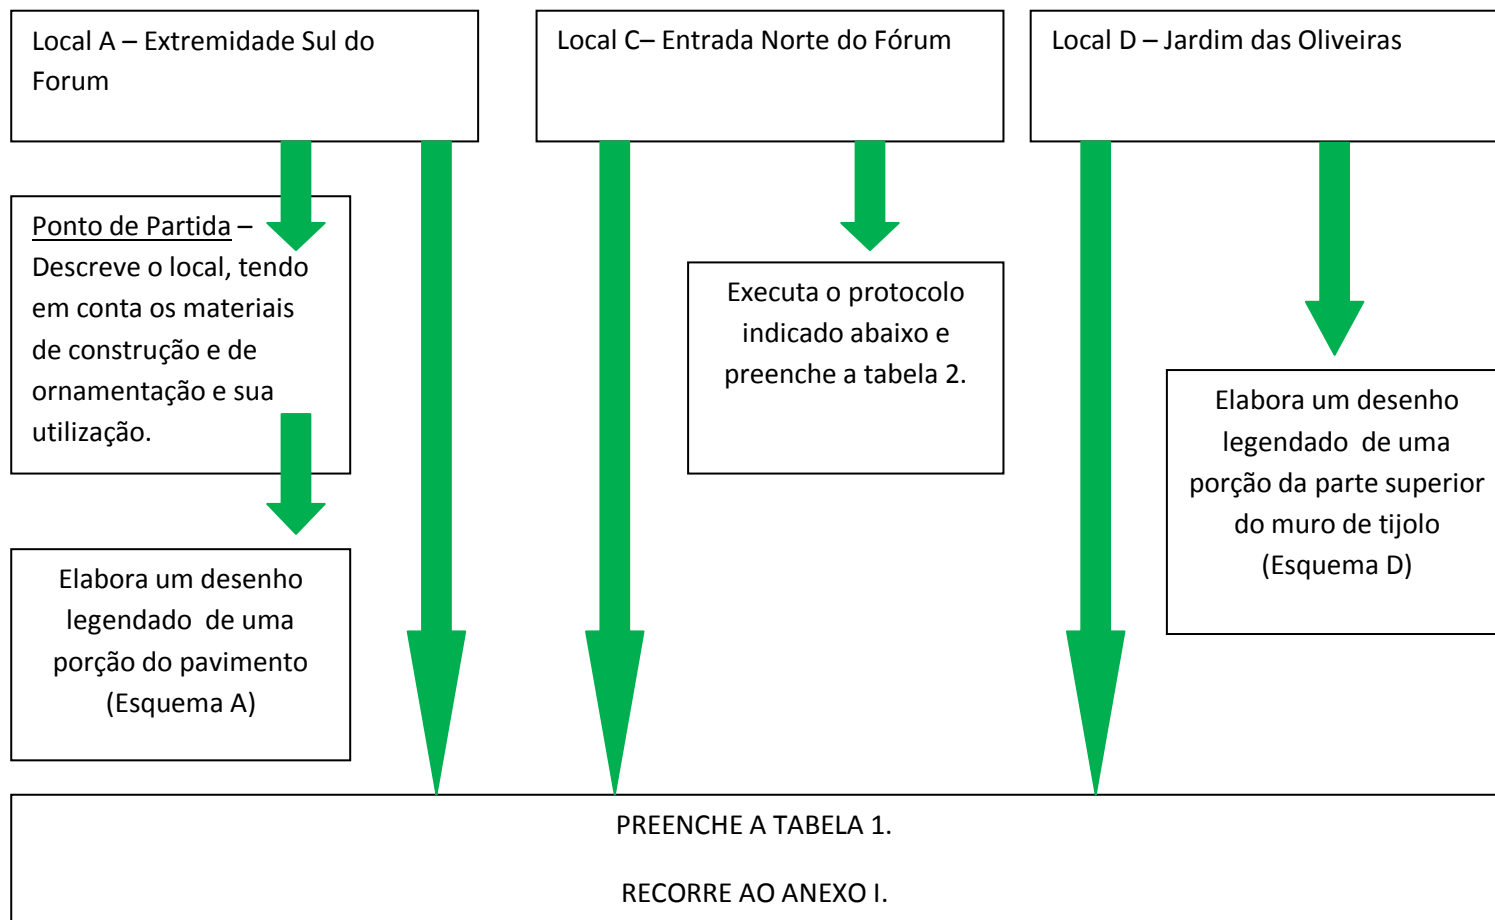 Local A – Extremidade Sul do
Forum
Local C– Entrada Norte do Fórum
Local D – Jardim das Oliveiras
Ponto de Partida –
Descreve o local, tendo
em conta os materiais
de construção e de
ornamentação e sua
utilização.
Executa o protocolo
indicado abaixo e
preenche a tabela 2.
Elabora um desenho
legendado  de uma
porção da parte superior
do muro de tijolo
(Esquema D)
Elabora um desenho
legendado  de uma
porção do pavimento
(Esquema A)
PREENCHE A TABELA 1.
RECORRE AO ANEXO I.